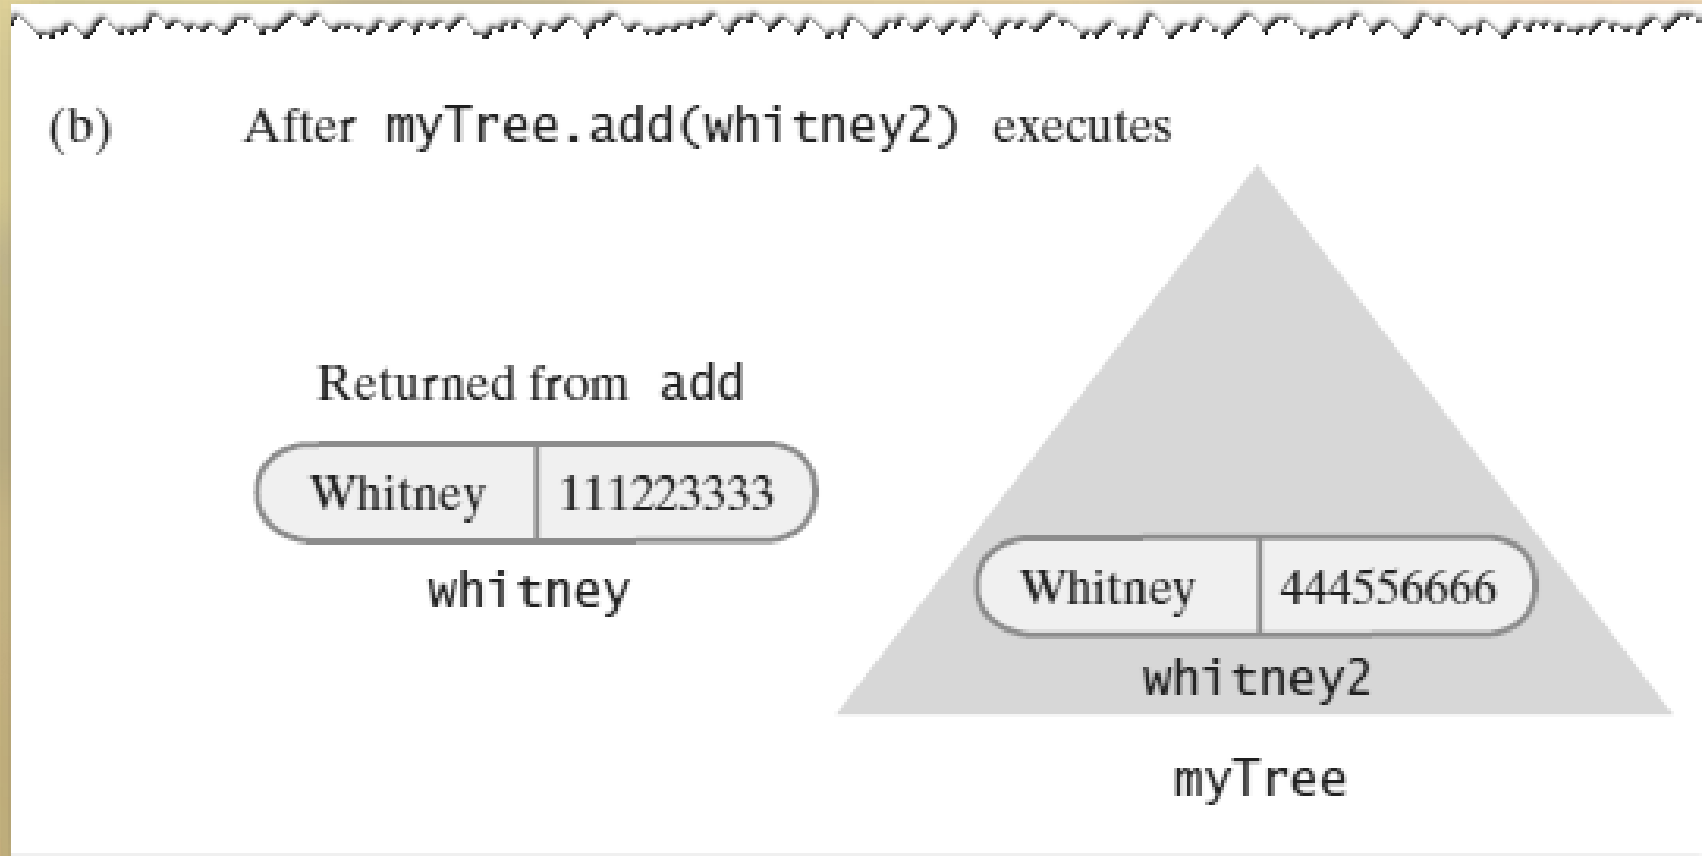 (b) After myTree.add(whitney2) executes
Returned from add
Whitney 111223333
whitney
Whitney 444556666
whitney2
myTree